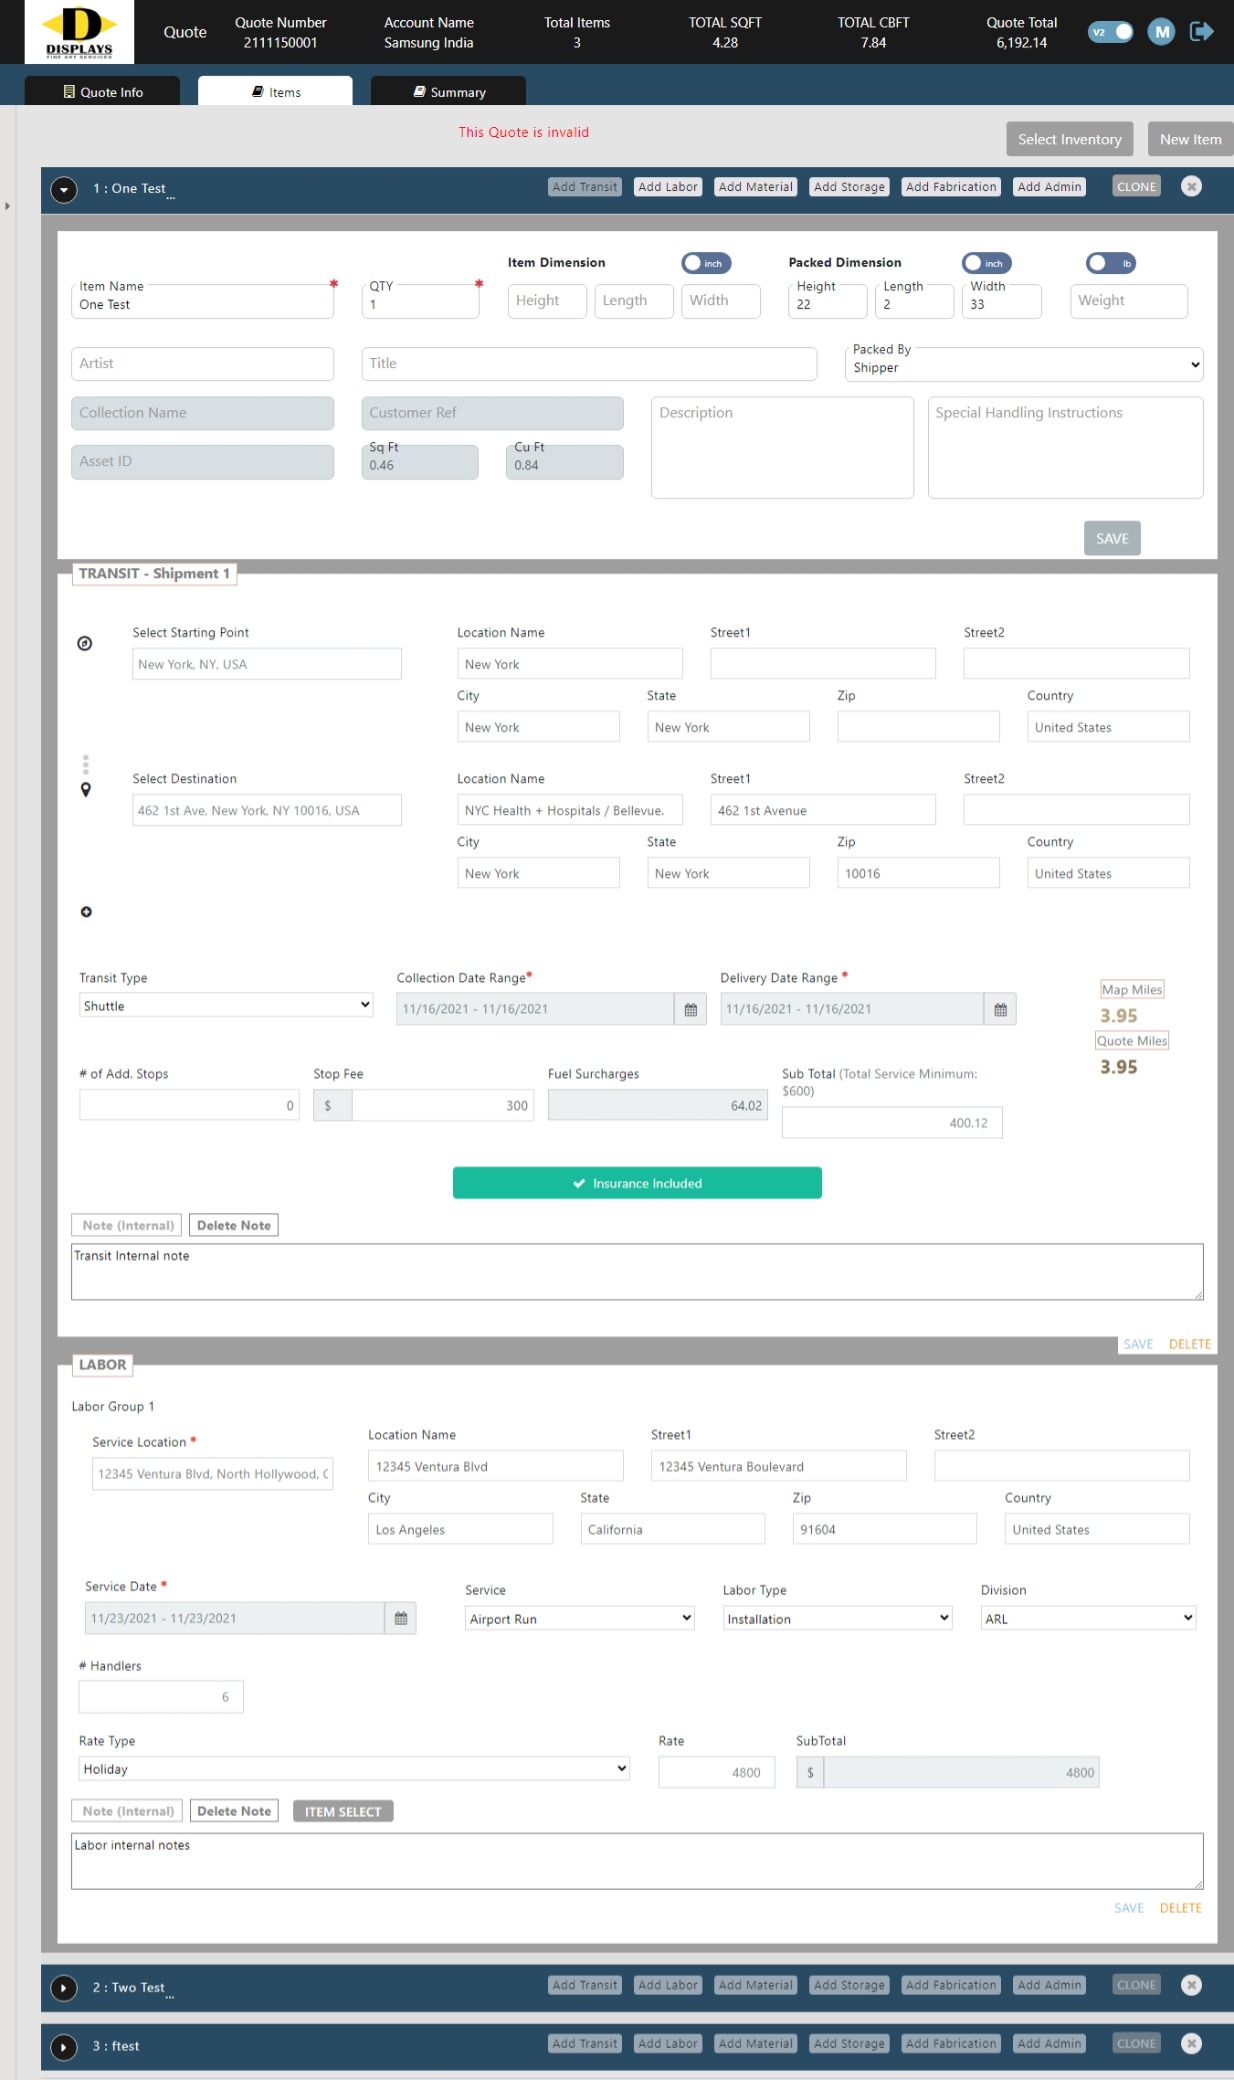 D
DISPLAYS
FINE ART SERVICES
Quote
Quote Number
2111150001
Account Name
Samsung India
Total Items
3
TOTAL SQFT
4.28
TOTAL CBFT
7.84
Quote Total
6,192.14
V2
M
Quote Info
Items
Summary
This Quote is invalid
Select Inventory
New Item
1 : One Test
...
Add Transit
Add Labor
Add Material
Add Storage
Add Fabrication
Add Admin
CLONE
Item Dimension
inch
Packed Dimension
inch
lb
Item Name *
One Test
QTY *
1
Height
Length
Width
Height
22
Length
2
Width
33
Weight
Artist
Title
Packed By
Shipper
Collection Name
Customer Ref
Description
Special Handling Instructions
Asset ID
Sq Ft
0.46
Cu Ft
0.84
SAVE
TRANSIT - Shipment 1
Select Starting Point
New York, NY, USA
Location Name
New York
Street1
Street2
City
New York
State
New York
Zip
Country
United States
Select Destination
462 1st Ave, New York, NY 10016, USA
Location Name
NYC Health + Hospitals / Bellevue.
Street1
462 1st Avenue
Street2
City
New York
State
New York
Zip
10016
Country
United States
Transit Type
Shuttle
Collection Date Range*
11/16/2021 - 11/16/2021
Delivery Date Range *
11/16/2021 - 11/16/2021
Map Miles
3.95
Quote Miles
3.95
# of Add. Stops
0
Stop Fee
$ 300
Fuel Surcharges
64.02
Sub Total (Total Service Minimum:
$600)
400.12
Insurance Included
Note (Internal)
Delete Note
Transit Internal note
SAVE
DELETE
LABOR
Labor Group 1
Service Location *
12345 Ventura Blvd, North Hollywood, C
Location Name
12345 Ventura Blvd
Street1
12345 Ventura Boulevard
Street2
City
Los Angeles
State
California
Zip
91604
Country
United States
Service Date *
11/23/2021 - 11/23/2021
Service
Airport Run
Labor Type
Installation
Division
ARL
# Handlers
6
Rate Type
Holiday
Rate
4800
SubTotal
$ 4800
Note (Internal)
Delete Note
ITEM SELECT
Labor internal notes
SAVE
DELETE
2 : Two Test
...
Add Transit
Add Labor
Add Material
Add Storage
Add Fabrication
Add Admin
CLONE
3 : ftest
Add Transit
Add Labor
Add Material
Add Storage
Add Fabrication
Add Admin
CLONE